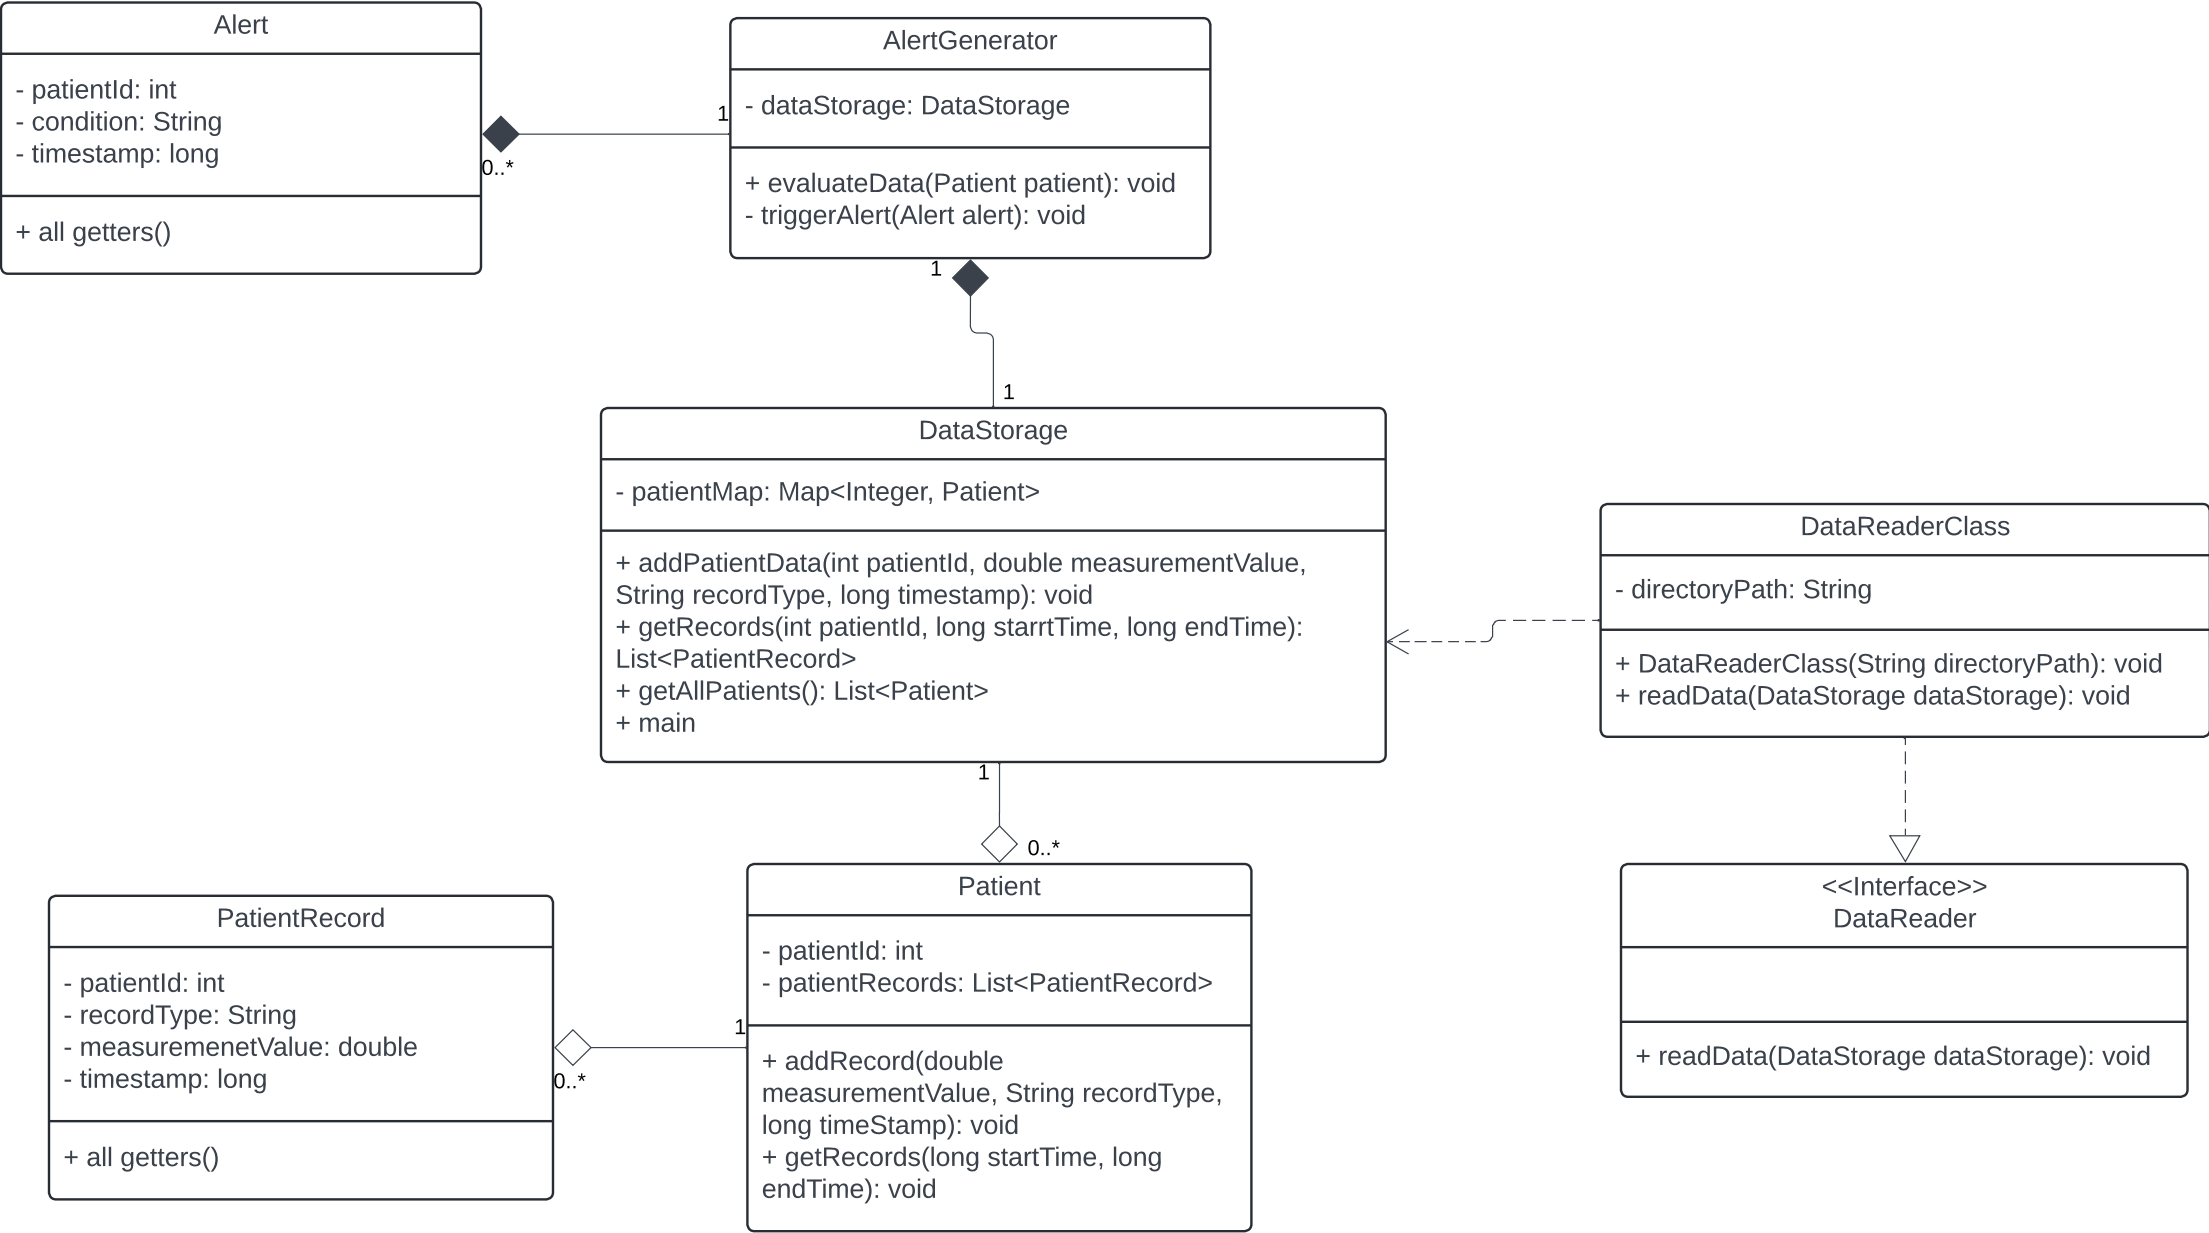 Alert
- patientId: int
- condition: String
- timestamp: long
+ all getters()
0..*
1
AlertGenerator
- dataStorage: DataStorage
+ evaluateData(Patient patient): void
- triggerAlert(Alert alert): void
1
1
DataStorage
- patientMap: Map<Integer, Patient>
+ addPatientData(int patientId, double measurementValue,
String recordType, long timestamp): void
+ getRecords(int patientId, long starrtTime, long endTime):
List<PatientRecord>
+ getAllPatients(): List<Patient>
+ main
DataReaderClass
- directoryPath: String
+ DataReaderClass(String directoryPath): void
+ readData(DataStorage dataStorage): void
1
0..*
PatientRecord
- patientId: int
- recordType: String
- measuremenetValue: double
- timestamp: long
+ all getters()
0..*
1
Patient
- patientId: int
- patientRecords: List<PatientRecord>
+ addRecord(double
measurementValue, String recordType,
long timeStamp): void
+ getRecords(long startTime, long
endTime): void
<<Interface>>
DataReader
+ readData(DataStorage dataStorage): void